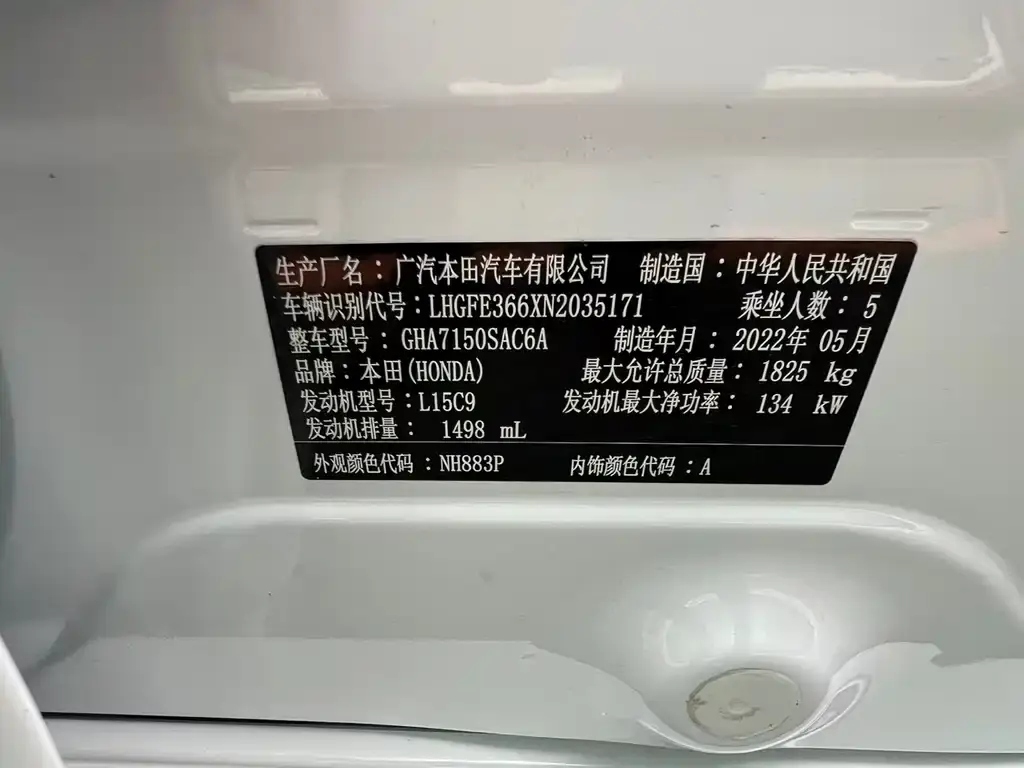 生产厂名：广汽本田汽车有限公司 制造国：中华人民共和国
车辆识别代号：LHGFE366XN2035171 乘坐人数：5
整车型号：GHA7150SAC6A 制造年月：2022年 05月
品牌：本田(HONDA) 最大允许总质量：1825 kg
发动机型号：L15C9 发动机最大净功率：134 kW
发动机排量：1498 mL
外观颜色代码：NH883P 内饰颜色代码：A